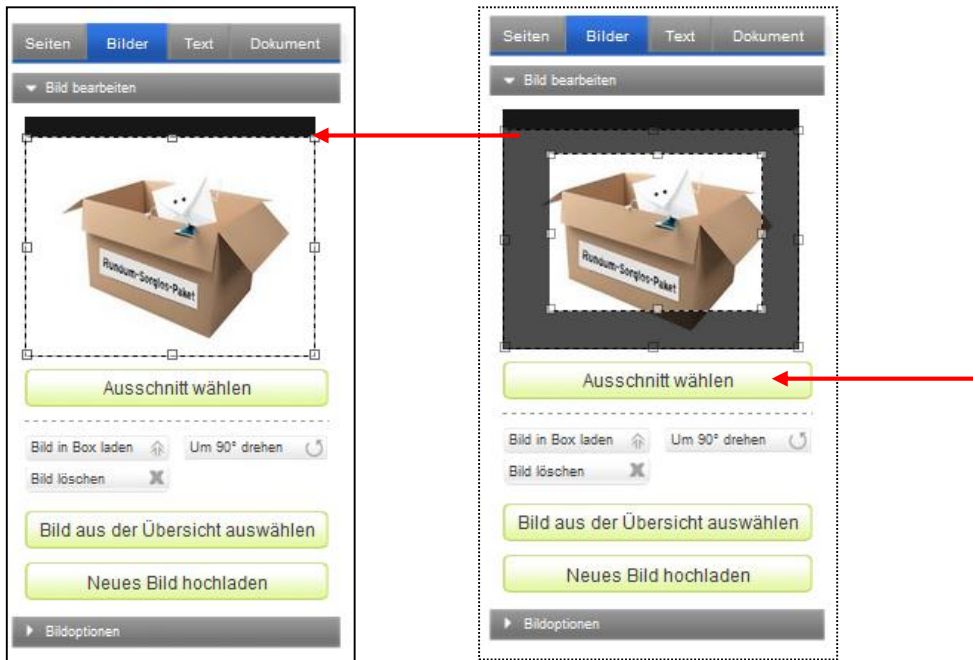 Seiten Bilder Text Dokument
Bild bearbeiten
Rundum-Sorglos-Paket
Ausschnitt wählen
Bild in Box laden Um 90° drehen
Bild löschen
Bild aus der Übersicht auswählen
Neues Bild hochladen
Bildoptionen
Seiten Bilder Text Dokument
Bild bearbeiten
Rundum-Sorglos-Paket
Ausschnitt wählen
Bild in Box laden Um 90° drehen
Bild löschen
Bild aus der Übersicht auswählen
Neues Bild hochladen
Bildoptionen